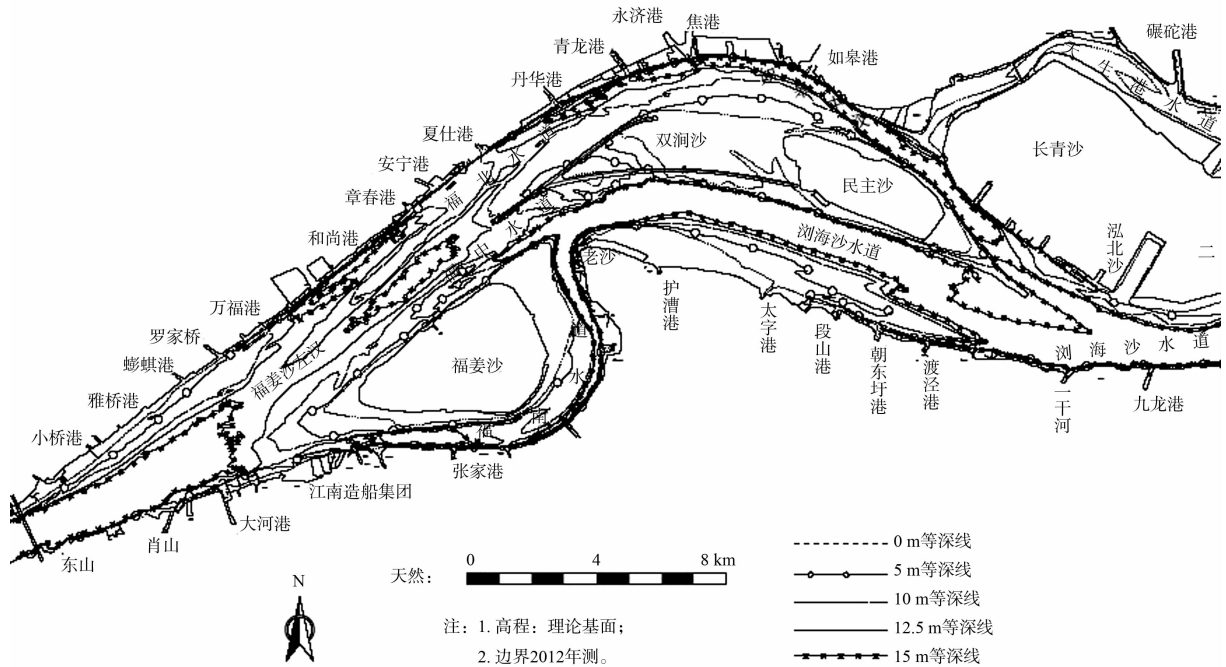 永济港
焦港
青龙港
如皋港
碾砣港
丹华港
天生港水道
夏仕港
双涧沙
长青沙
安宁港
章春港
福北水道
民主沙
和尚港
福中水道
浏海沙水道
泓北沙
二
老沙
万福港
护漕港
太字港
段山港
罗家桥
蟛蜞港
福姜沙左汊
福姜沙
朝东圩港
渡泾港
浏海沙水道
雅桥港
一干河
九龙港
小桥港
福南水道
张家港
江南造船集团
大河港
肖山
东山
0 4 8 km
天然：
N
注：1. 高程：理论基面；
2. 边界2012年测。
0 m等深线
5 m等深线
10 m等深线
12.5 m等深线
15 m等深线